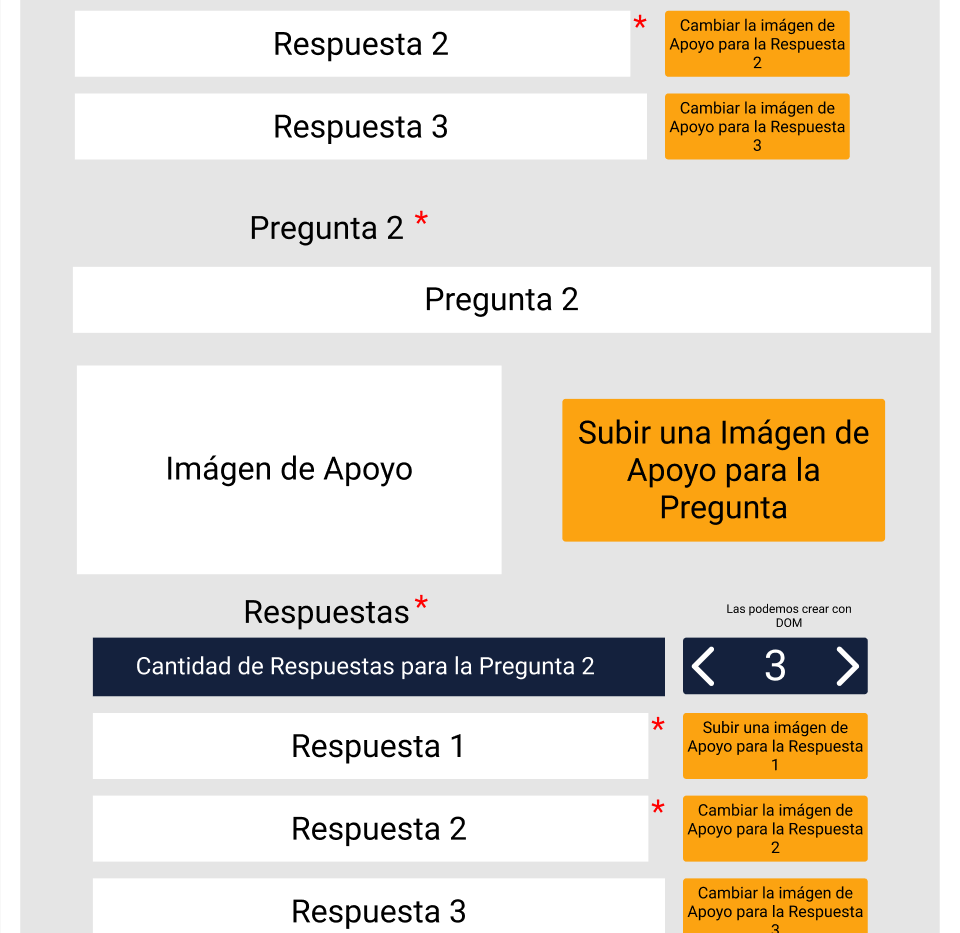 Respuesta 2
*
Cambiar la imágen de
Apoyo para la Respuesta
2
Respuesta 3
Cambiar la imágen de
Apoyo para la Respuesta
3
Pregunta 2 *
Pregunta 2
Imágen de Apoyo
Subir una Imágen de
Apoyo para la
Pregunta
Respuestas *
Las podemos crear con
DOM
Cantidad de Respuestas para la Pregunta 2
3
Respuesta 1
*
Subir una imágen de
Apoyo para la Respuesta
1
Respuesta 2
*
Cambiar la imágen de
Apoyo para la Respuesta
2
Respuesta 3
Cambiar la imágen de
Apoyo para la Respuesta
3